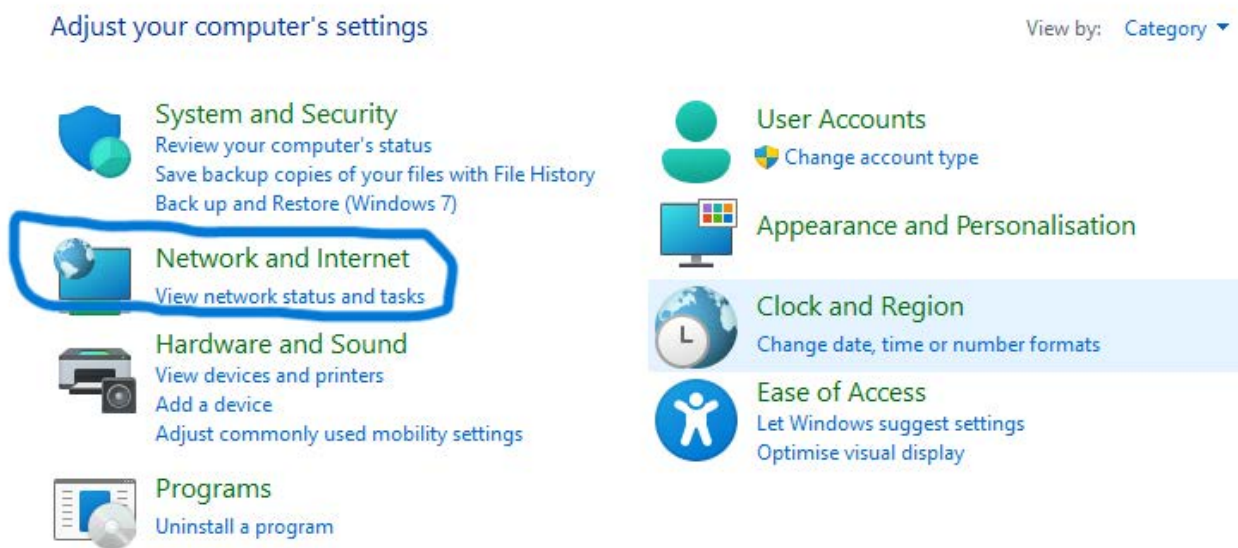 Adjust your computer's settings
View by: Category
System and Security
Review your computer's status
Save backup copies of your files with File History
Back up and Restore (Windows 7)
Network and Internet
View network status and tasks
Hardware and Sound
View devices and printers
Add a device
Adjust commonly used mobility settings
Programs
Uninstall a program
User Accounts
Change account type
Appearance and Personalisation
Clock and Region
Change date, time or number formats
Ease of Access
Let Windows suggest settings
Optimise visual display